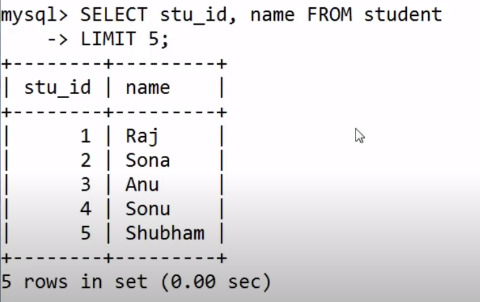 mysql> SELECT stu_id, name FROM student
    -> LIMIT 5;
+--------+---------+
| stu_id | name    |
+--------+---------+
|      1 | Raj     |
|      2 | Sona    |
|      3 | Anu     |
|      4 | Sonu    |
|      5 | Shubham |
+--------+---------+
5 rows in set (0.00 sec)